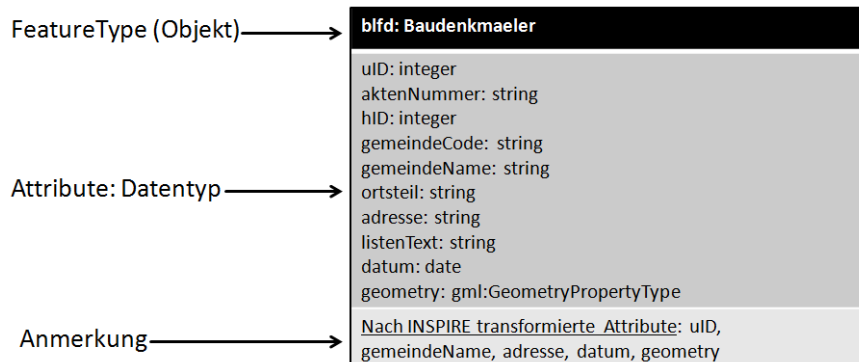 FeatureType (Objekt)
blfd: Baudenkmaeler
uID: integer
aktenNummer: string
hID: integer
gemeindeCode: string
gemeindeName: string
Attribute: Datentyp
ortsteil: string
adresse: string
listenText: string
datum: date
geometry: gml:GeometryPropertyType
Anmerkung
Nach INSPIRE transformierte Attribute: uID,
gemeindeName, adresse, datum, geometry